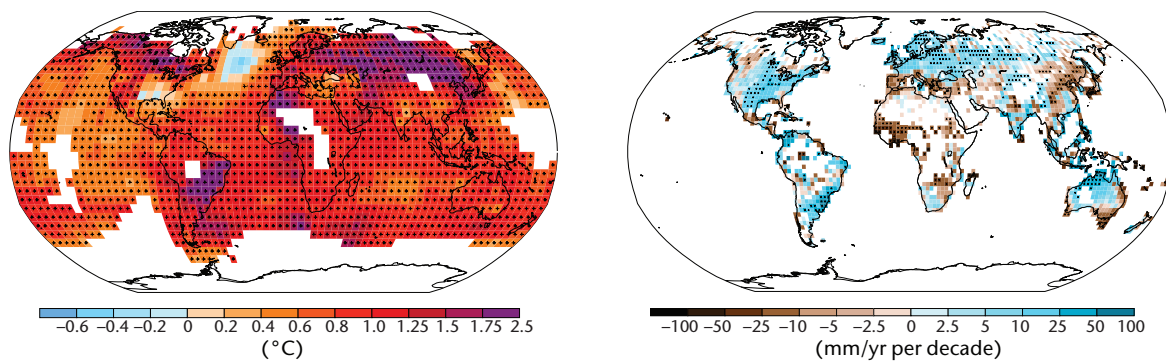 −0.6 −0.4 −0.2 0 0.2 0.4 0.6 0.8 1.0 1.25 1.5 1.75 2.5
(°C)
−100 −50 −25 −10 −5 −2.5 0 2.5 5 10 25 50 100
(mm/yr per decade)